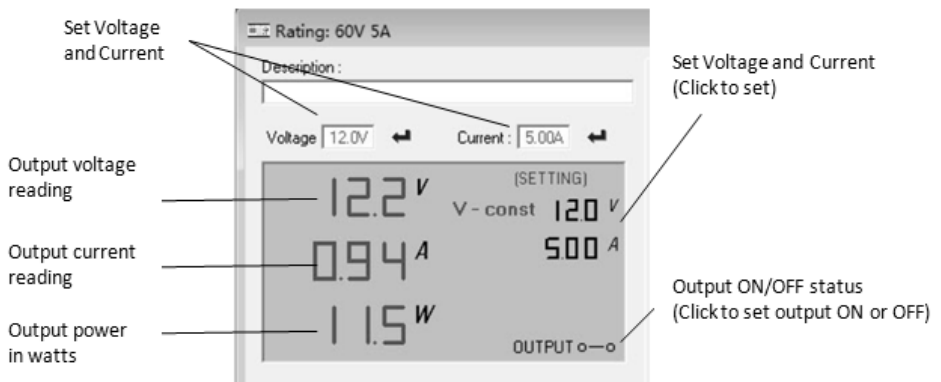 Set Voltage
and Current
Rating: 60V 5A
Description :
Set Voltage and Current
(Click to set)
Voltage 12.0V Current : 5.00A
Output voltage
reading
12.2 V
(SETTING)
V - const 12.0 V
5.00 A
Output current
reading
0.94 A
Output ON/OFF status
(Click to set output ON or OFF)
Output power
in watts
11.5 W
OUTPUT